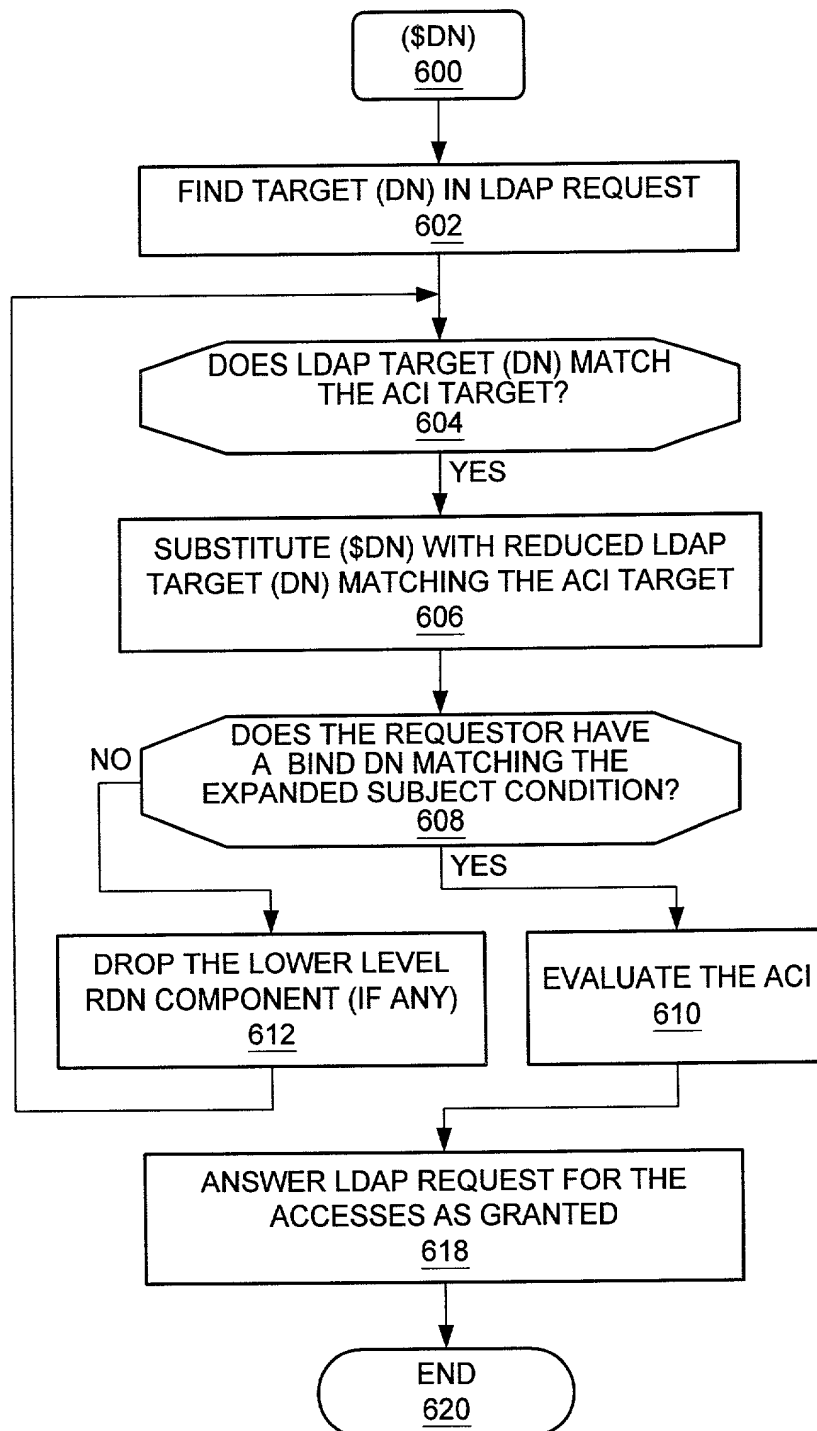 ($DN)
600
FIND TARGET (DN) IN LDAP REQUEST
602
DOES LDAP TARGET (DN) MATCH
THE ACI TARGET?
604
YES
SUBSTITUTE ($DN) WITH REDUCED LDAP
TARGET (DN) MATCHING THE ACI TARGET
606
DOES THE REQUESTOR HAVE
A BIND DN MATCHING THE
EXPANDED SUBJECT CONDITION?
608
NO
YES
DROP THE LOWER LEVEL
RDN COMPONENT (IF ANY)
612
EVALUATE THE ACI
610
ANSWER LDAP REQUEST FOR THE
ACCESSES AS GRANTED
618
END
620